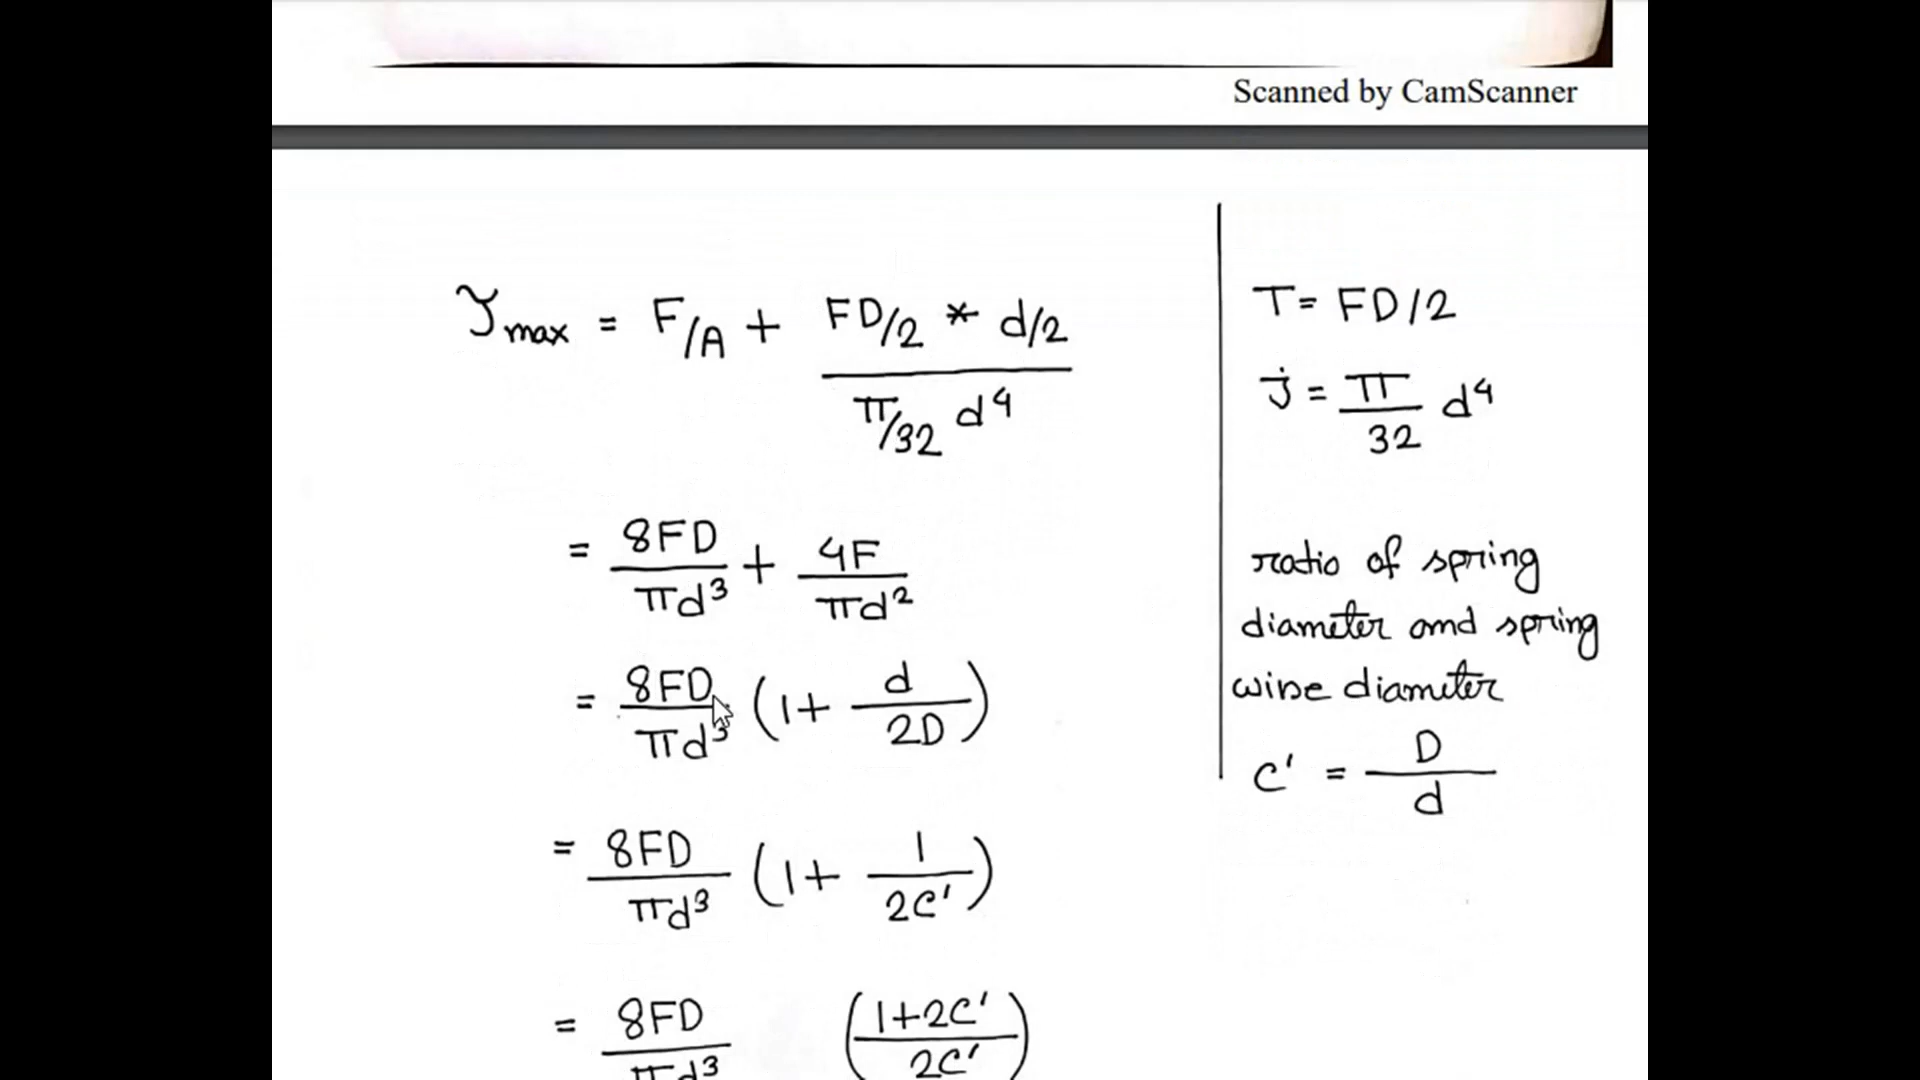 Scanned by CamScanner
τmax = F/A + FD/2 * d/2
π/32 d⁴
= 8FD/πd³ + 4F/πd²
= 8FD/πd³ (1+ d/2D)
= 8FD/πd³ (1+ 1/2C')
= 8FD/πd³ (1+2C'/2C')
T = FD/2
J = π/32 d⁴
ratio of spring
diameter and spring
wire diameter
C' = D/d